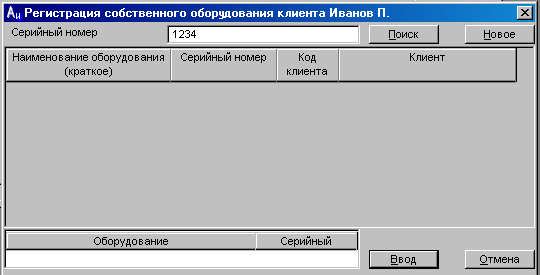 Аи Регистрация собственного оборудования клиента Иванов П.
Серийный номер 1234 Поиск Новое
Наименование оборудования (краткое) Серийный номер Код клиента Клиент
Оборудование Серийный
Ввод Отмена